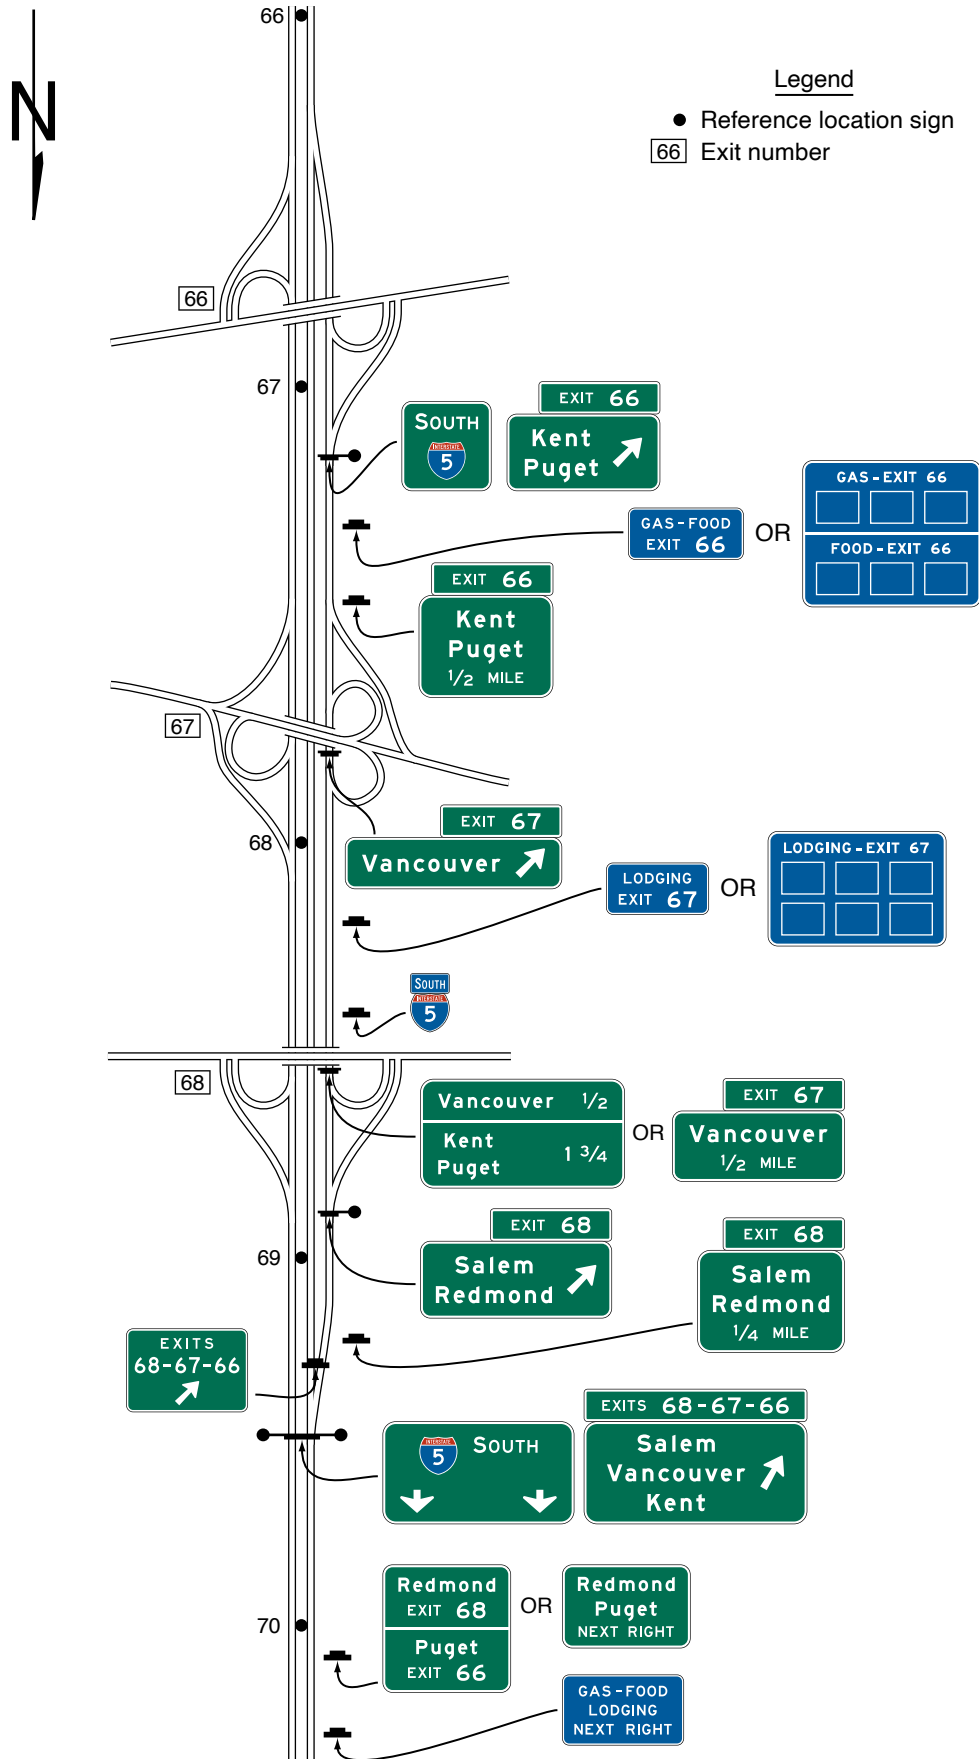 66
N
Legend
Reference location sign
66 Exit number
66
67
EXIT 66
SOUTH
INTERSTATE
5
Kent
Puget
GAS-FOOD
EXIT 66
OR
GAS-EXIT 66
FOOD-EXIT 66
EXIT 66
Kent
Puget
1/2 MILE
67
EXIT 67
Vancouver
68
LODGING
EXIT 67
OR
LODGING-EXIT 67
SOUTH
INTERSTATE
5
68
Vancouver 1/2
Kent
Puget
1 3/4
OR
EXIT 67
Vancouver
1/2 MILE
EXIT 68
Salem
Redmond
EXIT 68
Salem
Redmond
1/4 MILE
69
EXITS
68-67-66
EXITS 68-67-66
INTERSTATE
5
SOUTH
Salem
Vancouver
Kent
70
Redmond
EXIT 68
Puget
EXIT 66
OR
Redmond
Puget
NEXT RIGHT
GAS-FOOD
LODGING
NEXT RIGHT